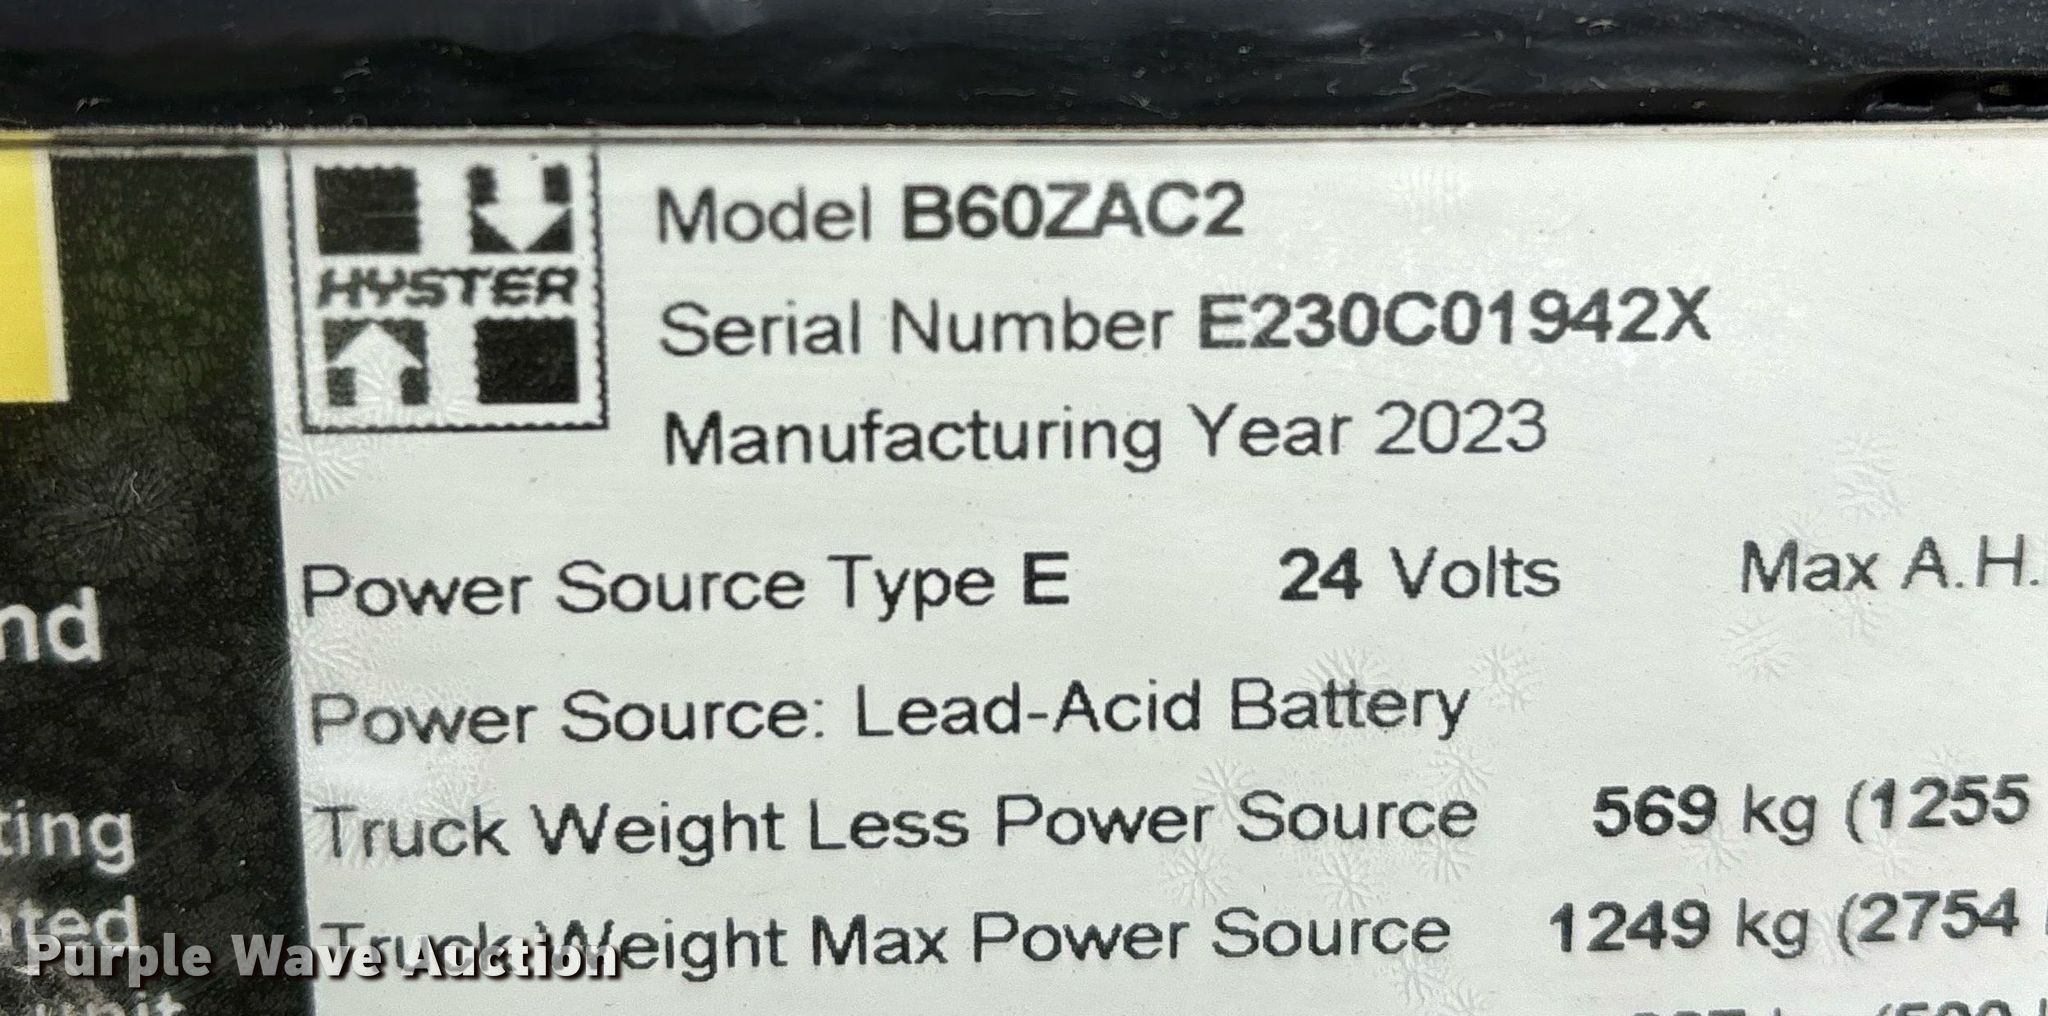 HYSTER
Model B60ZAC2
Serial Number E230C01942X
Manufacturing Year 2023
Power Source Type E 24 Volts Max A.H.
nd
Power Source: Lead-Acid Battery
Truck Weight Less Power Source 569 kg (1255
ting
Truck Weight Max Power Source 1249 kg (2754
Purple Wave Auction